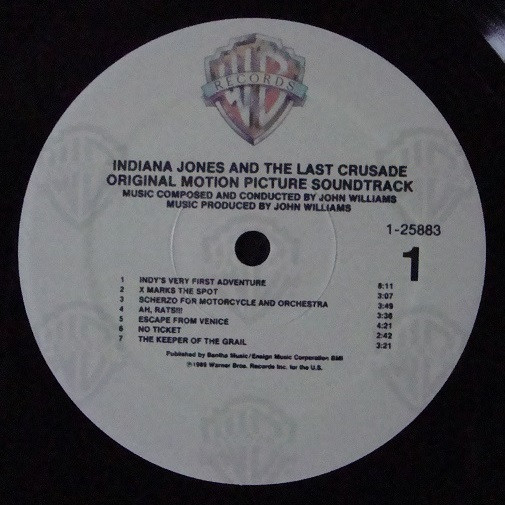 RECORDS
INDIANA JONES AND THE LAST CRUSADE
ORIGINAL MOTION PICTURE SOUNDTRACK
MUSIC COMPOSED AND CONDUCTED BY JOHN WILLIAMS
MUSIC PRODUCED BY JOHN WILLIAMS
1-25883
1
1 INDY'S VERY FIRST ADVENTURE 8:11
2 X MARKS THE SPOT 3:07
3 SCHERZO FOR MOTORCYCLE AND ORCHESTRA 3:49
4 AH, RATS!!! 3:38
5 ESCAPE FROM VENICE 4:21
6 NO TICKET 2:42
7 THE KEEPER OF THE GRAIL 3:21
Published by Bantha Music/Ensign Music Corporation BMI
℗1989 Warner Bros. Records Inc. for the U.S.